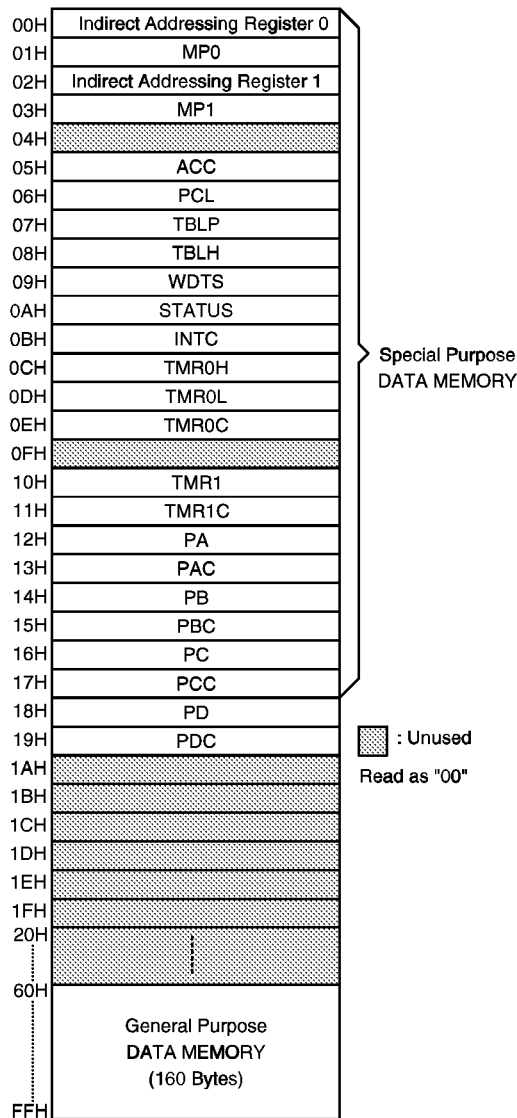 00H Indirect Addressing Register 0
01H MP0
02H Indirect Addressing Register 1
03H MP1
04H
05H ACC
06H PCL
07H TBLP
08H TBLH
09H WDTS
0AH STATUS
0BH INTC
0CH TMR0H
0DH TMR0L
0EH TMR0C
0FH
10H TMR1
11H TMR1C
12H PA
13H PAC
14H PB
15H PBC
16H PC
17H PCC
18H PD
19H PDC
1AH
1BH
1CH
1DH
1EH
1FH
20H
60H
General Purpose
DATA MEMORY
(160 Bytes)
FFH
Special Purpose
DATA MEMORY
: Unused
Read as "00"